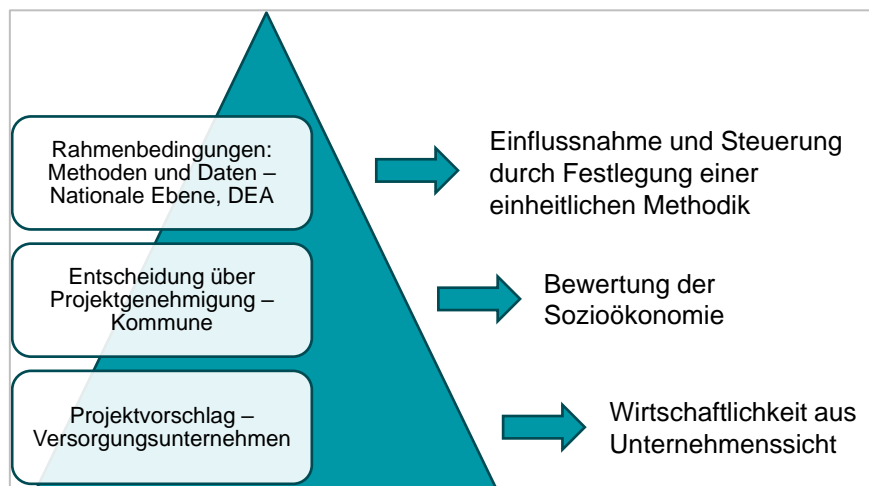 Rahmenbedingungen:
Methoden und Daten –
Nationale Ebene, DEA
Einflussnahme und Steuerung
durch Festlegung einer
einheitlichen Methodik
Entscheidung über
Projektgenehmigung –
Kommune
Bewertung der
Sozioökonomie
Projektvorschlag –
Versorgungsunternehmen
Wirtschaftlichkeit aus
Unternehmenssicht